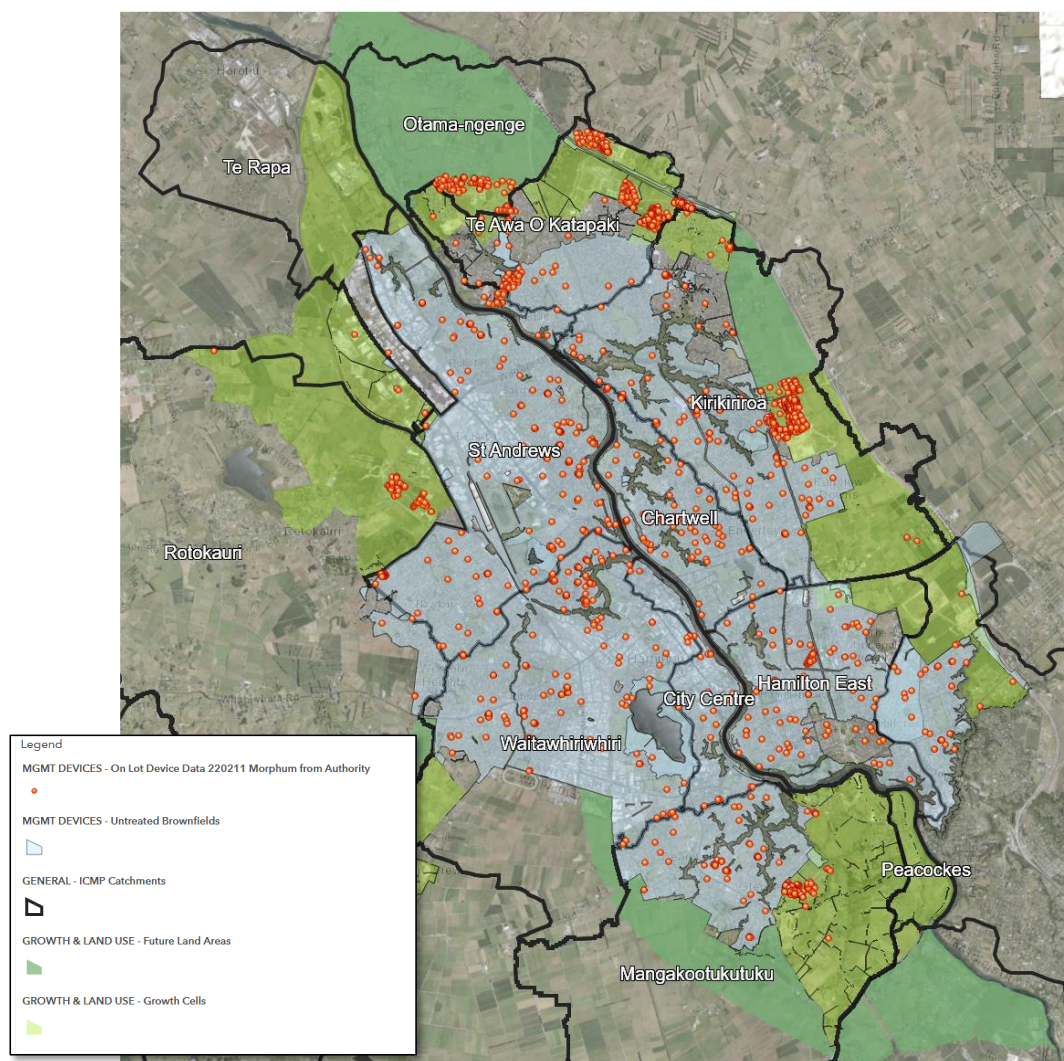 Horotiu
Otama-ngenge
Te Rapa
Te Awa O Katapaki
Kirikiriroa
St Andrews
Chartwell
Rotokauri
Rotokauri
Hamilton East
City Centre
Waitawhiriwhiri
Peacockes
Mangakootukutuku
Legend
MGMT DEVICES - On Lot Device Data 220211 Morphum from Authority
MGMT DEVICES - Untreated Brownfields
GENERAL - ICMP Catchments
GROWTH & LAND USE - Future Land Areas
GROWTH & LAND USE - Growth Cells